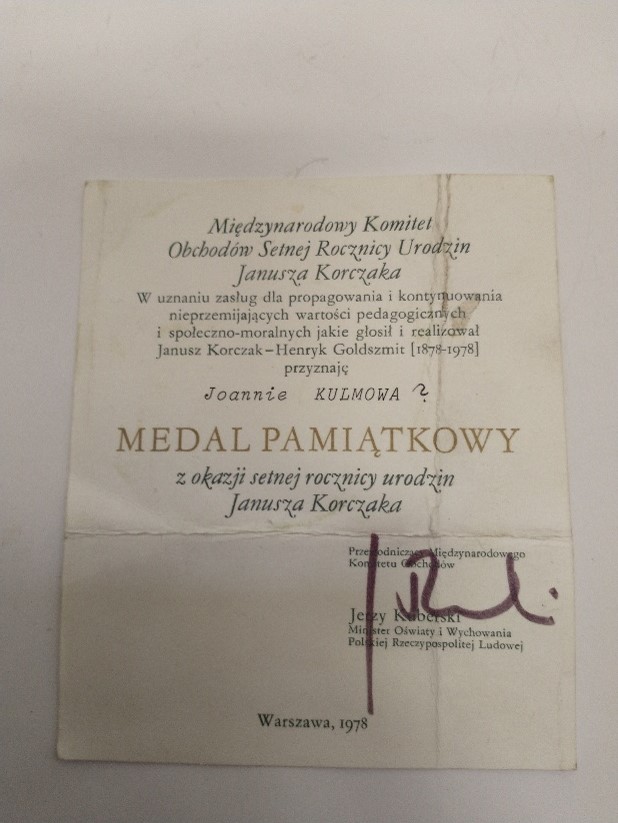 Międzynarodowy Komitet
Obchodów Setnej Rocznicy Urodzin
Janusza Korczaka
W uznaniu zasług dla propagowania i kontynuowania
nieprzemijających wartości pedagogicznych
i społeczno-moralnych jakie głosił i realizował
Janusz Korczak–Henryk Goldszmit [1878-1978]
przyznaję
Joannie KULMOWA ?
MEDAL PAMIĄTKOWY
z okazji setnej rocznicy urodzin
Janusza Korczaka
Przewodniczący Międzynarodowego
Komitetu Obchodów
Jerzy Kuberski
Minister Oświaty i Wychowania
Polskiej Rzeczypospolitej Ludowej
Warszawa, 1978